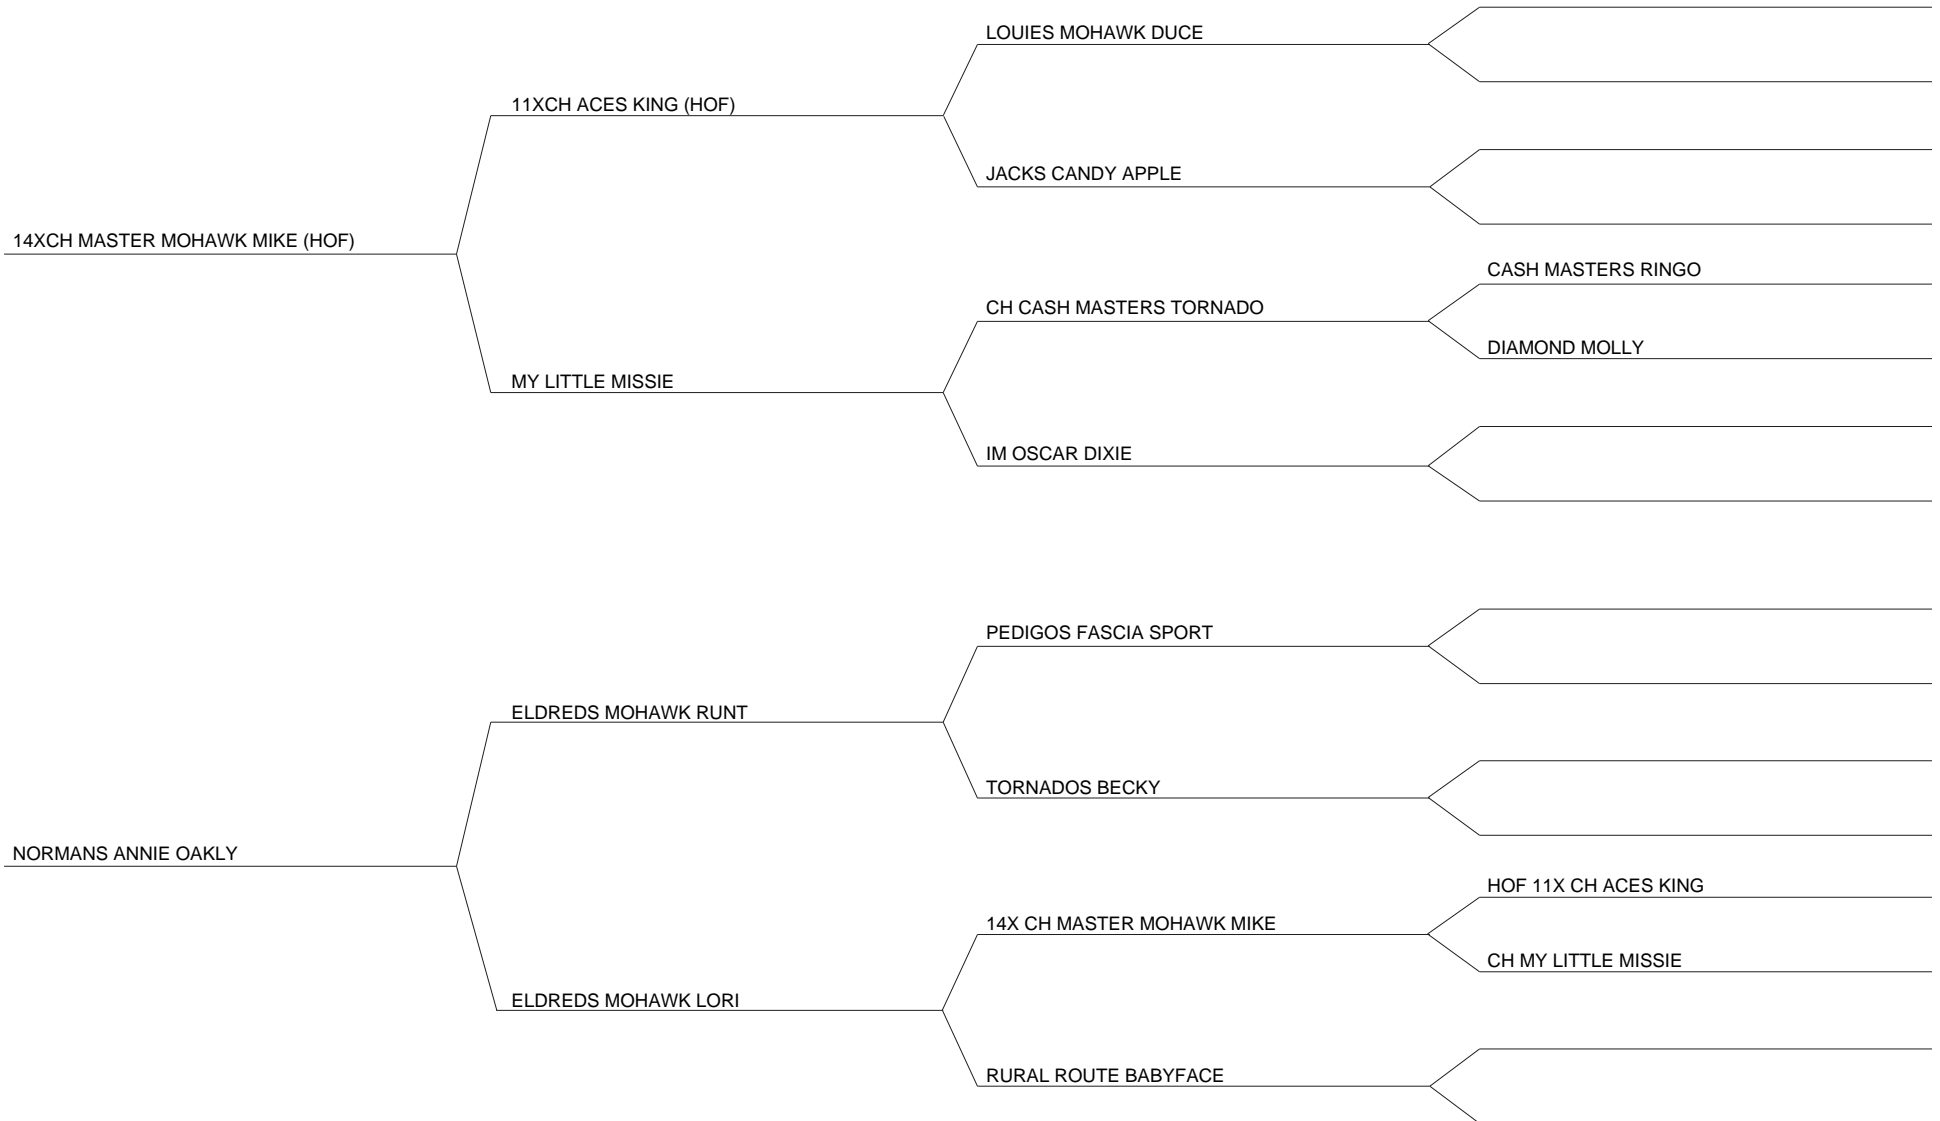 LOUIES MOHAWK DUCE
11XCH ACES KING (HOF)
JACKS CANDY APPLE
14XCH MASTER MOHAWK MIKE (HOF)
CASH MASTERS RINGO
CH CASH MASTERS TORNADO
DIAMOND MOLLY
MY LITTLE MISSIE
IM OSCAR DIXIE
PEDIGOS FASCIA SPORT
ELDREDS MOHAWK RUNT
TORNADOS BECKY
NORMANS ANNIE OAKLY
HOF 11X CH ACES KING
14X CH MASTER MOHAWK MIKE
CH MY LITTLE MISSIE
ELDREDS MOHAWK LORI
RURAL ROUTE BABYFACE